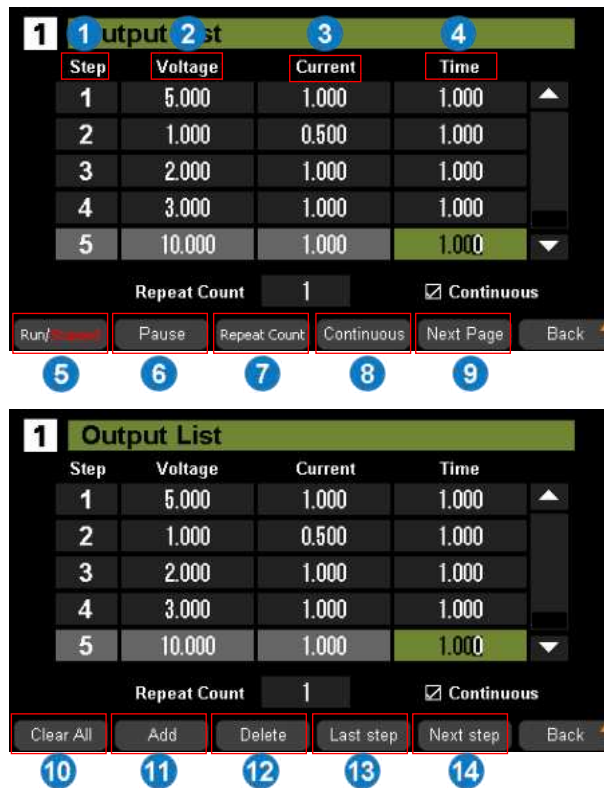 1 Output List
1 2 3 4
Step Voltage Current Time
1 5.000 1.000 1.000
2 1.000 0.500 1.000
3 2.000 1.000 1.000
4 3.000 1.000 1.000
5 10.000 1.000 1.000
Repeat Count 1 Continuous
Run/Stopped Pause Repeat Count Continuous Next Page Back
5 6 7 8 9
1 Output List
Step Voltage Current Time
1 5.000 1.000 1.000
2 1.000 0.500 1.000
3 2.000 1.000 1.000
4 3.000 1.000 1.000
5 10.000 1.000 1.000
Repeat Count 1 Continuous
Clear All Add Delete Last step Next step Back
10 11 12 13 14